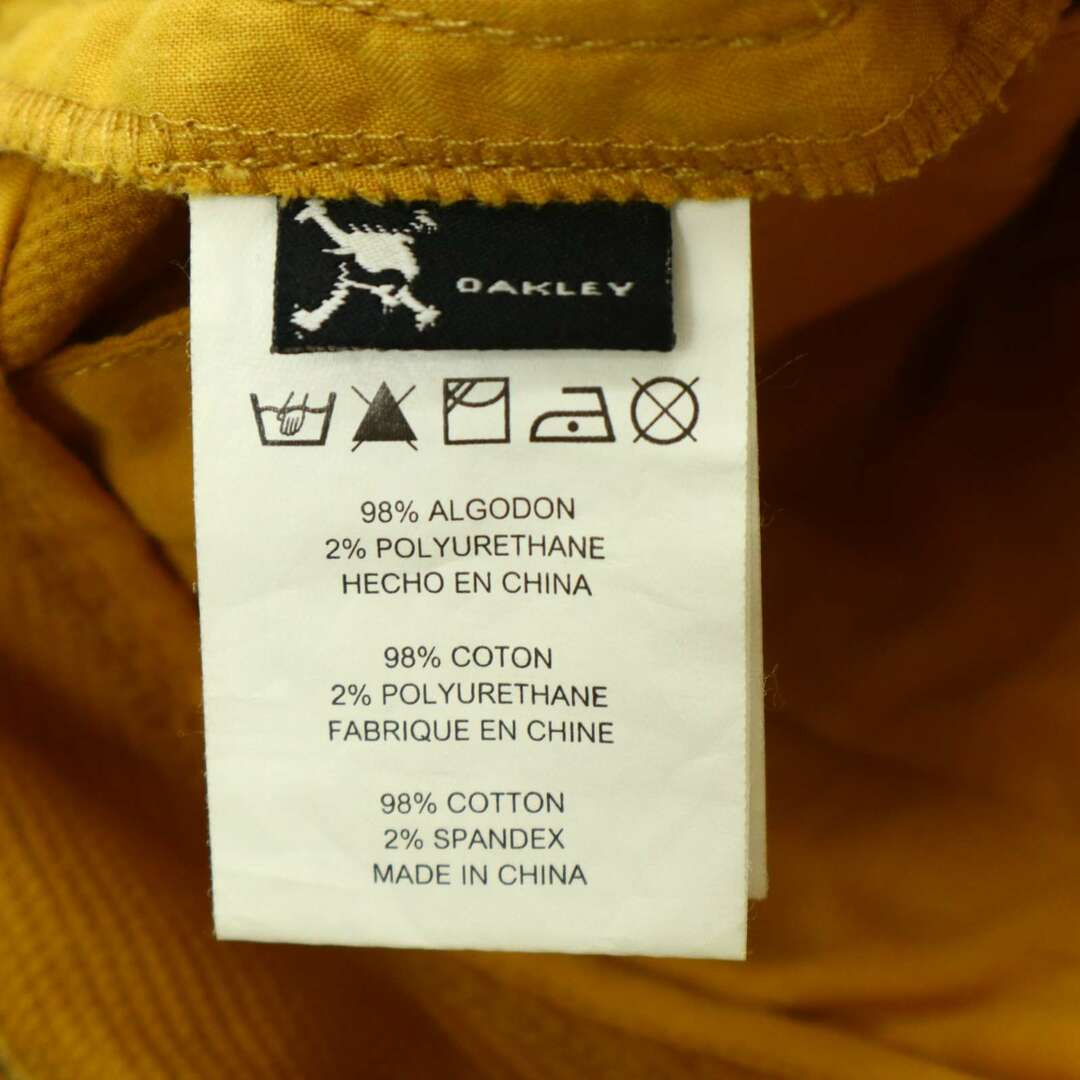 OAKLEY
98% ALGODON
2% POLYURETHANE
HECHO EN CHINA
98% COTON
2% POLYURETHANE
FABRIQUE EN CHINE
98% COTTON
2% SPANDEX
MADE IN CHINA